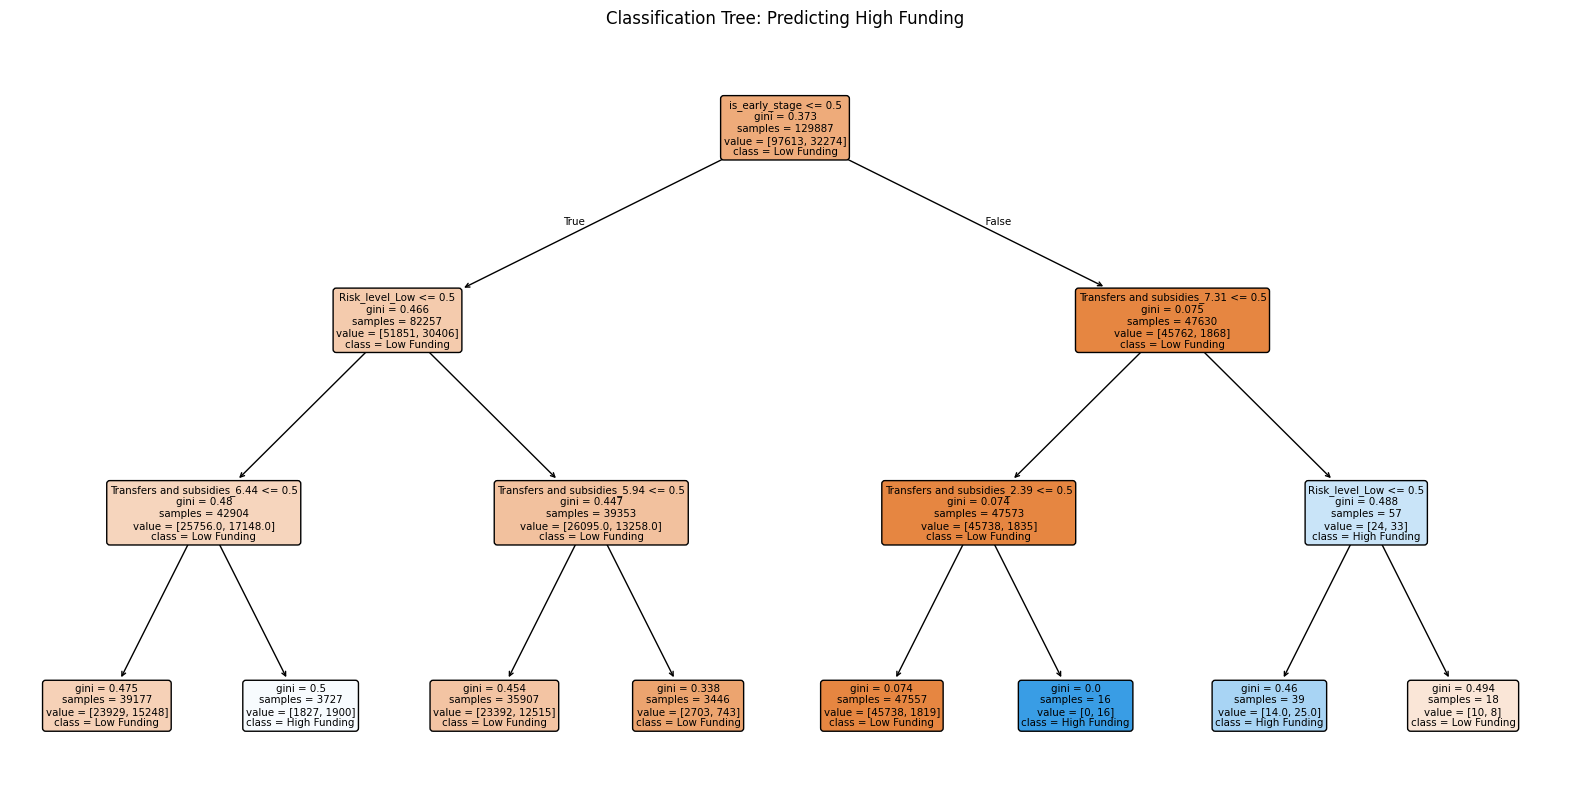 Classification Tree: Predicting High Funding
is_early_stage <= 0.5
gini = 0.373
samples = 129887
value = [97613, 32274]
class = Low Funding
True
False
Risk_level_Low <= 0.5
gini = 0.466
samples = 82257
value = [51851, 30406]
class = Low Funding
Transfers and subsidies_7.31 <= 0.5
gini = 0.075
samples = 47630
value = [45762, 1868]
class = Low Funding
Transfers and subsidies_6.44 <= 0.5
gini = 0.48
samples = 42904
value = [25756.0, 17148.0]
class = Low Funding
Transfers and subsidies_5.94 <= 0.5
gini = 0.447
samples = 39353
value = [26095.0, 13258.0]
class = Low Funding
Transfers and subsidies_2.39 <= 0.5
gini = 0.074
samples = 47573
value = [45738, 1835]
class = Low Funding
Risk_level_Low <= 0.5
gini = 0.488
samples = 57
value = [24, 33]
class = High Funding
gini = 0.475
samples = 39177
value = [23929, 15248]
class = Low Funding
gini = 0.5
samples = 3727
value = [1827, 1900]
class = High Funding
gini = 0.454
samples = 35907
value = [23392, 12515]
class = Low Funding
gini = 0.338
samples = 3446
value = [2703, 743]
class = Low Funding
gini = 0.074
samples = 47557
value = [45738, 1819]
class = Low Funding
gini = 0.0
samples = 16
value = [0, 16]
class = High Funding
gini = 0.46
samples = 39
value = [14.0, 25.0]
class = High Funding
gini = 0.494
samples = 18
value = [10, 8]
class = Low Funding